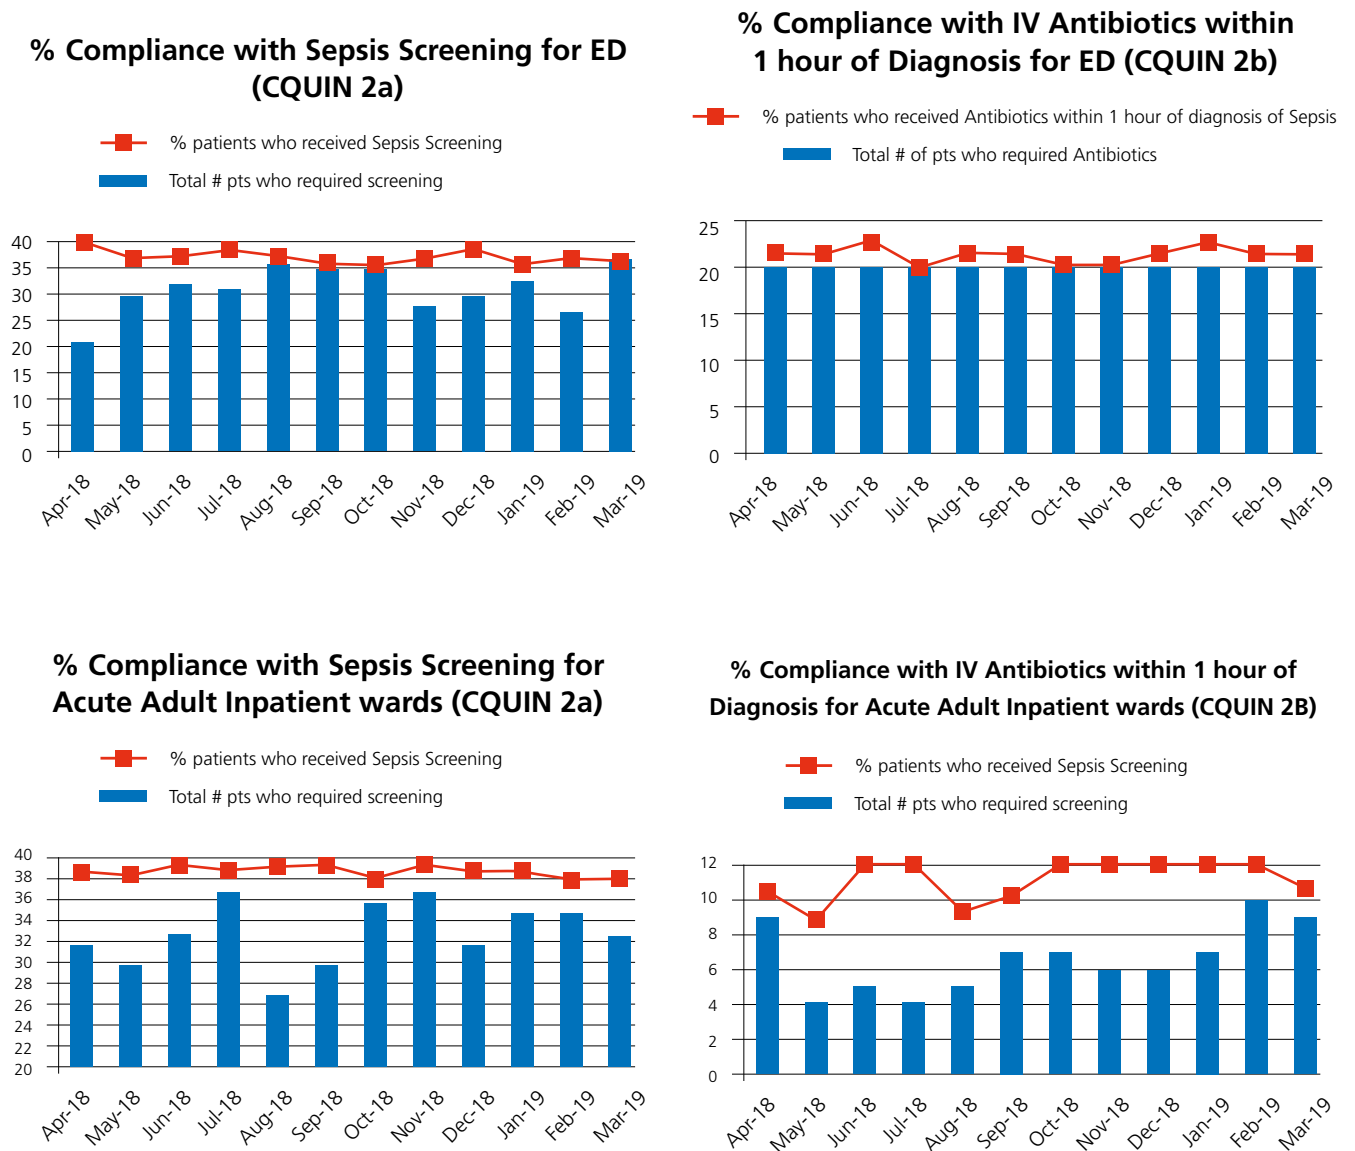 % Compliance with Sepsis Screening for ED
(CQUIN 2a)
% patients who received Sepsis Screening
Total # pts who required screening
40
35
30
25
20
15
10
5
0
Apr-18
May-18
Jun-18
Jul-18
Aug-18
Sep-18
Oct-18
Nov-18
Dec-18
Jan-19
Feb-19
Mar-19
% Compliance with IV Antibiotics within
1 hour of Diagnosis for ED (CQUIN 2b)
% patients who received Antibiotics within 1 hour of diagnosis of Sepsis
Total # of pts who required Antibiotics
25
20
15
10
5
0
Apr-18
May-18
Jun-18
Jul-18
Aug-18
Sep-18
Oct-18
Nov-18
Dec-18
Jan-19
Feb-19
Mar-19
% Compliance with Sepsis Screening for
Acute Adult Inpatient wards (CQUIN 2a)
% patients who received Sepsis Screening
Total # pts who required screening
40
38
36
34
32
30
28
26
24
22
20
Apr-18
May-18
Jun-18
Jul-18
Aug-18
Sep-18
Oct-18
Nov-18
Dec-18
Jan-19
Feb-19
Mar-19
% Compliance with IV Antibiotics within 1 hour of
Diagnosis for Acute Adult Inpatient wards (CQUIN 2B)
% patients who received Sepsis Screening
Total # pts who required screening
12
10
8
6
4
2
0
Apr-18
May-18
Jun-18
Jul-18
Aug-18
Sep-18
Oct-18
Nov-18
Dec-18
Jan-19
Feb-19
Mar-19